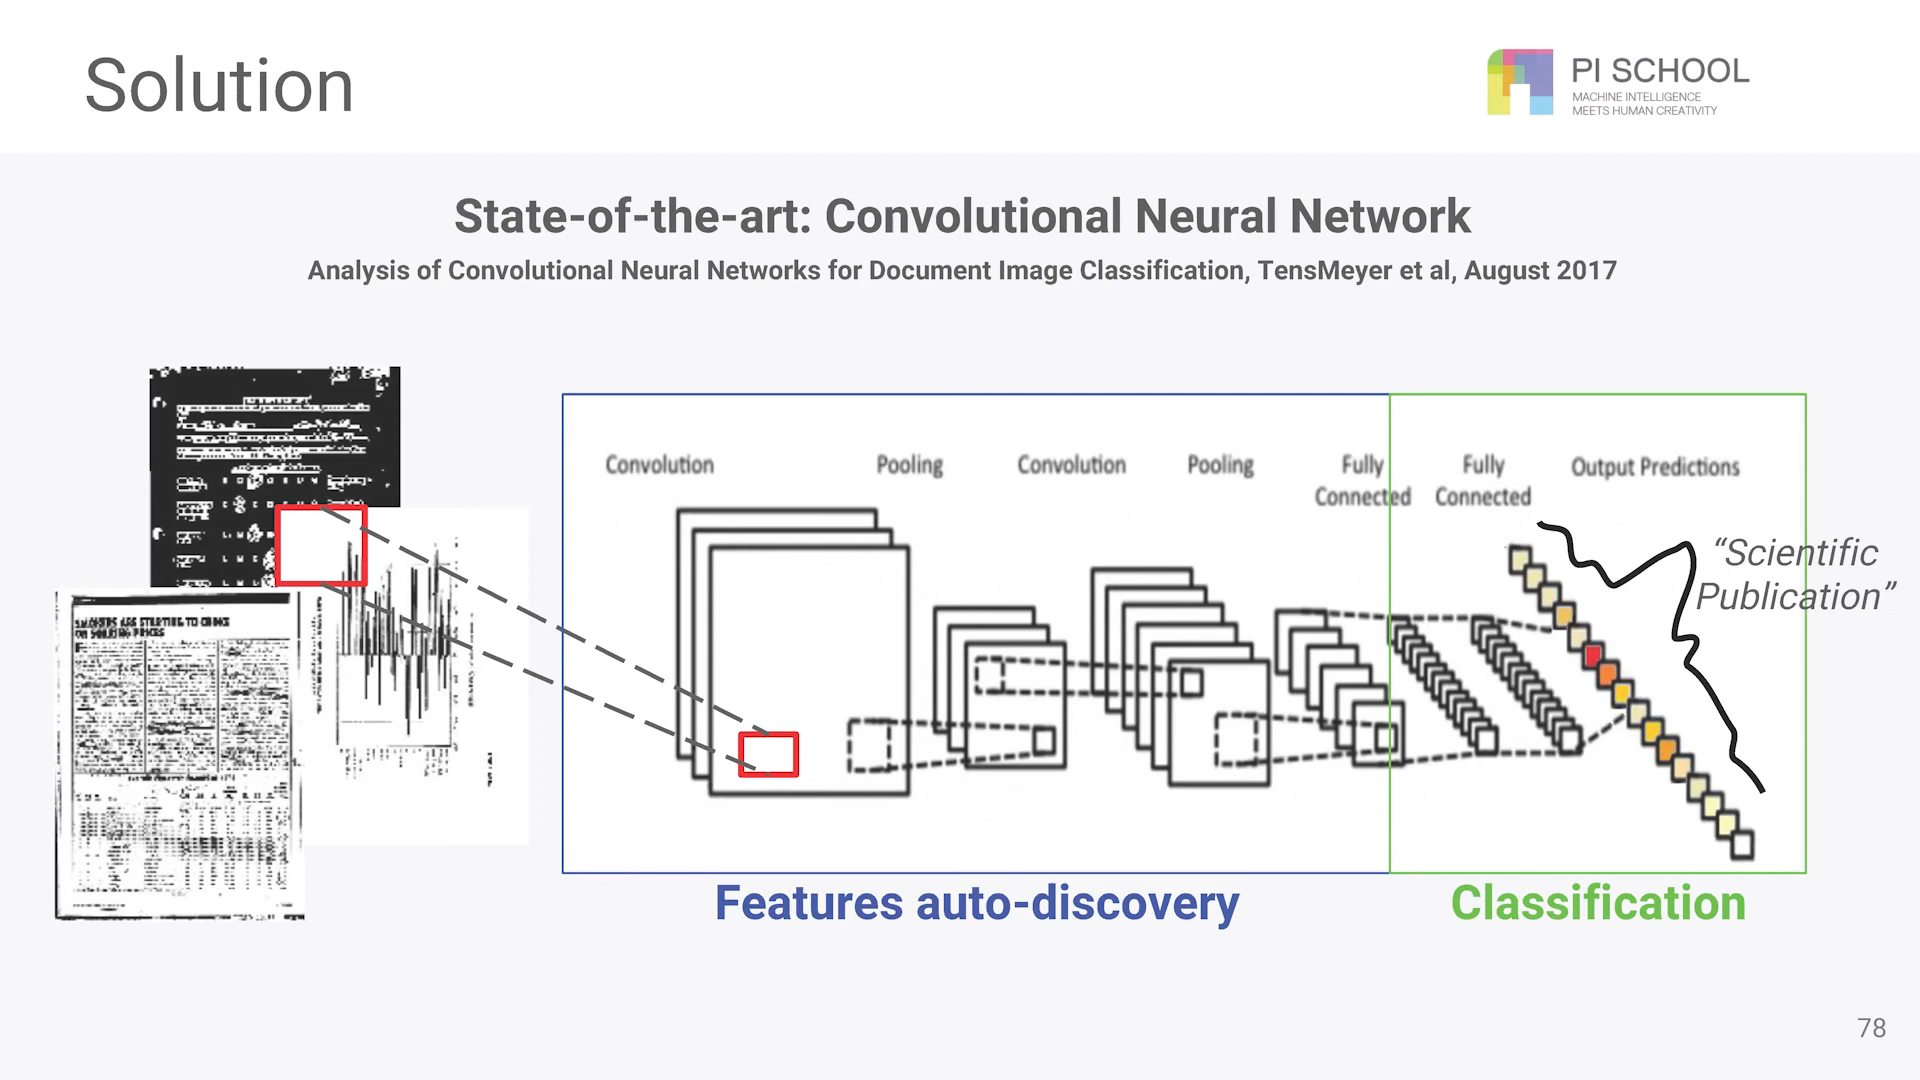 Solution
PI SCHOOL
MACHINE INTELLIGENCE
MEETS HUMAN CREATIVITY
State-of-the-art: Convolutional Neural Network
Analysis of Convolutional Neural Networks for Document Image Classification, TensMeyer et al, August 2017
Convolution
Pooling
Convolution
Pooling
Fully
Connected
Fully
Connected
Output Predictions
“Scientific
Publication”
Features auto-discovery
Classification
78